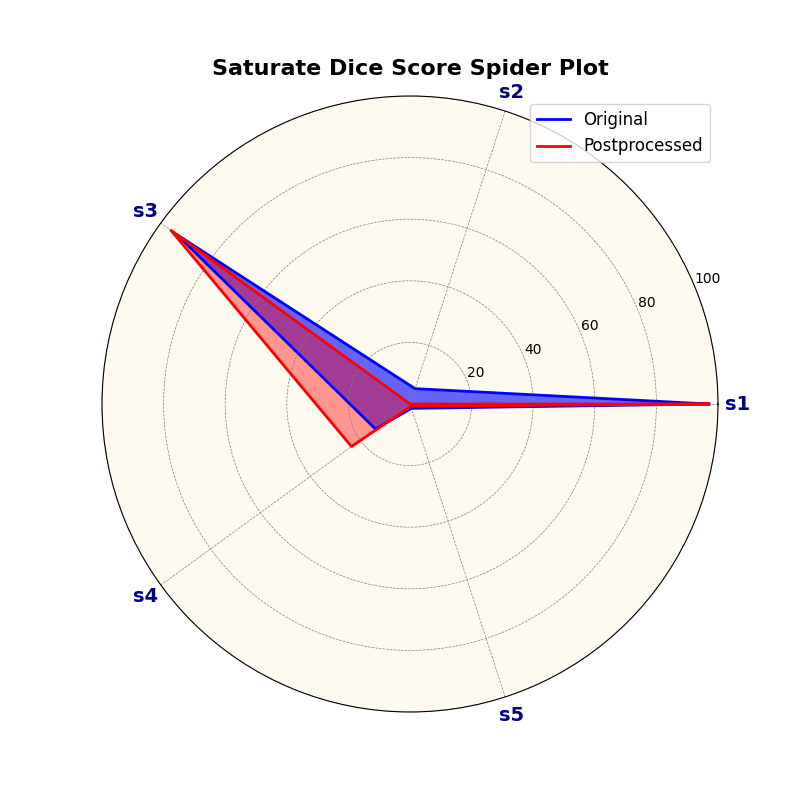 Saturate Dice Score Spider Plot
s2
Original
Postprocessed
s3
100
80
60
40
20
s1
s4
s5